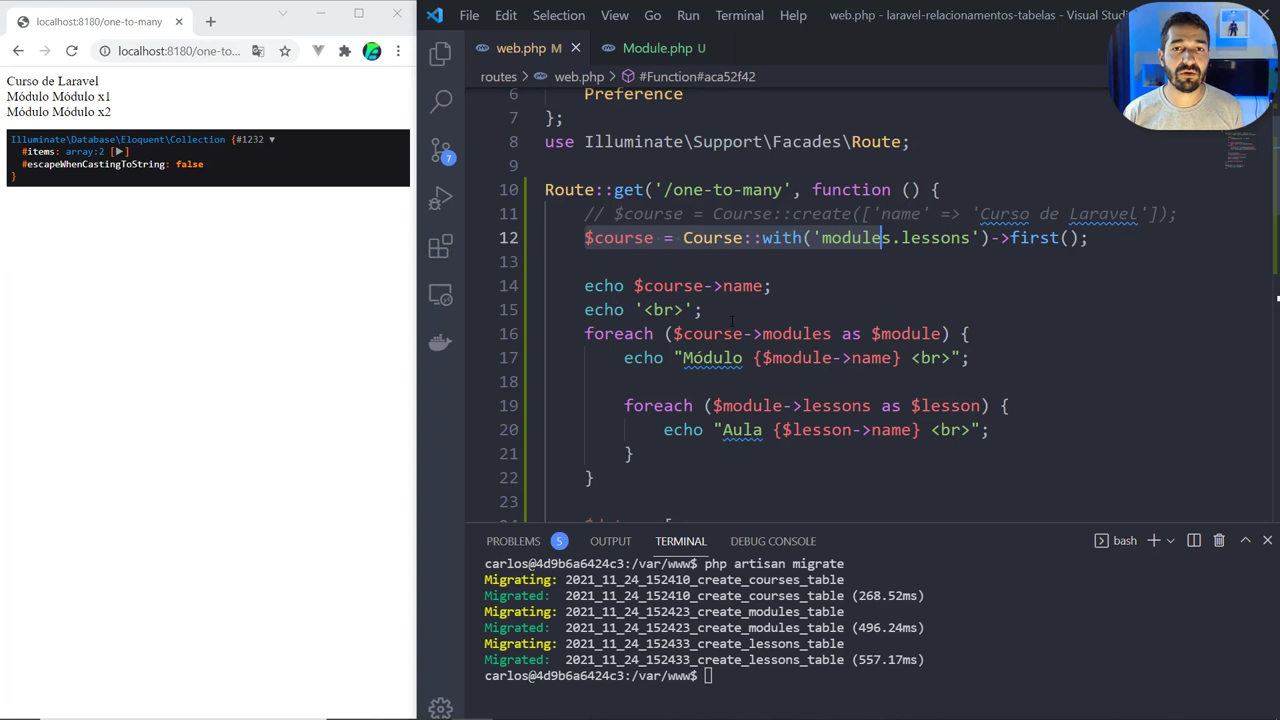 localhost:8180/one-to-many
localhost:8180/one-to...
Curso de Laravel
Módulo Módulo x1
Módulo Módulo x2
Illuminate\Database\Eloquent\Collection {#1232 ▼
#items: array:2 [▶]
#escapeWhenCastingToString: false
}
File Edit Selection View Go Run Terminal Help
web.php - laravel-relacionamentos-tabelas - Visual Studi
web.php M
Module.php U
routes > web.php > #Function#aca52f42
7
6 Preference
7 };
8 use Illuminate\Support\Facades\Route;
9
10 Route::get('/one-to-many', function () {
11 // $course = Course::create(['name' => 'Curso de Laravel']);
12 $course = Course::with('modules.lessons')->first();
13
14 echo $course->name;
15 echo '<br>';
16 foreach ($course->modules as $module) {
17 echo "Módulo {$module->name} <br>";
18
19 foreach ($module->lessons as $lesson) {
20 echo "Aula {$lesson->name} <br>";
21 }
22 }
23
PROBLEMS 5 OUTPUT TERMINAL DEBUG CONSOLE
bash
carlos@4d9b6a6424c3:/var/www$ php artisan migrate
Migrating: 2021_11_24_152410_create_courses_table
Migrated: 2021_11_24_152410_create_courses_table (268.52ms)
Migrating: 2021_11_24_152423_create_modules_table
Migrated: 2021_11_24_152423_create_modules_table (496.24ms)
Migrating: 2021_11_24_152433_create_lessons_table
Migrated: 2021_11_24_152433_create_lessons_table (557.17ms)
carlos@4d9b6a6424c3:/var/www$